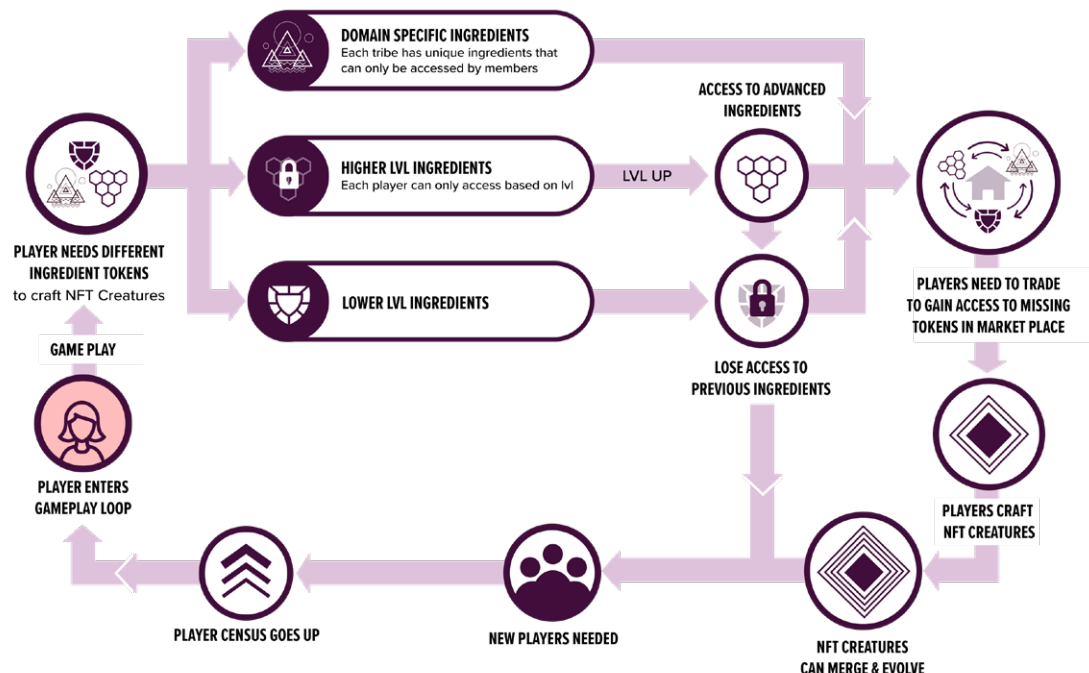 DOMAIN SPECIFIC INGREDIENTS
Each tribe has unique ingredients that
can only be accessed by members
ACCESS TO ADVANCED
INGREDIENTS
HIGHER LVL INGREDIENTS
Each player can only access based on lvl
LVL UP
PLAYER NEEDS DIFFERENT
INGREDIENT TOKENS
to craft NFT Creatures
LOWER LVL INGREDIENTS
PLAYERS NEED TO TRADE
TO GAIN ACCESS TO MISSING
TOKENS IN MARKET PLACE
GAME PLAY
LOSE ACCESS TO
PREVIOUS INGREDIENTS
PLAYER ENTERS
GAMEPLAY LOOP
PLAYERS CRAFT
NFT CREATURES
PLAYER CENSUS GOES UP
NEW PLAYERS NEEDED
NFT CREATURES
CAN MERGE & EVOLVE